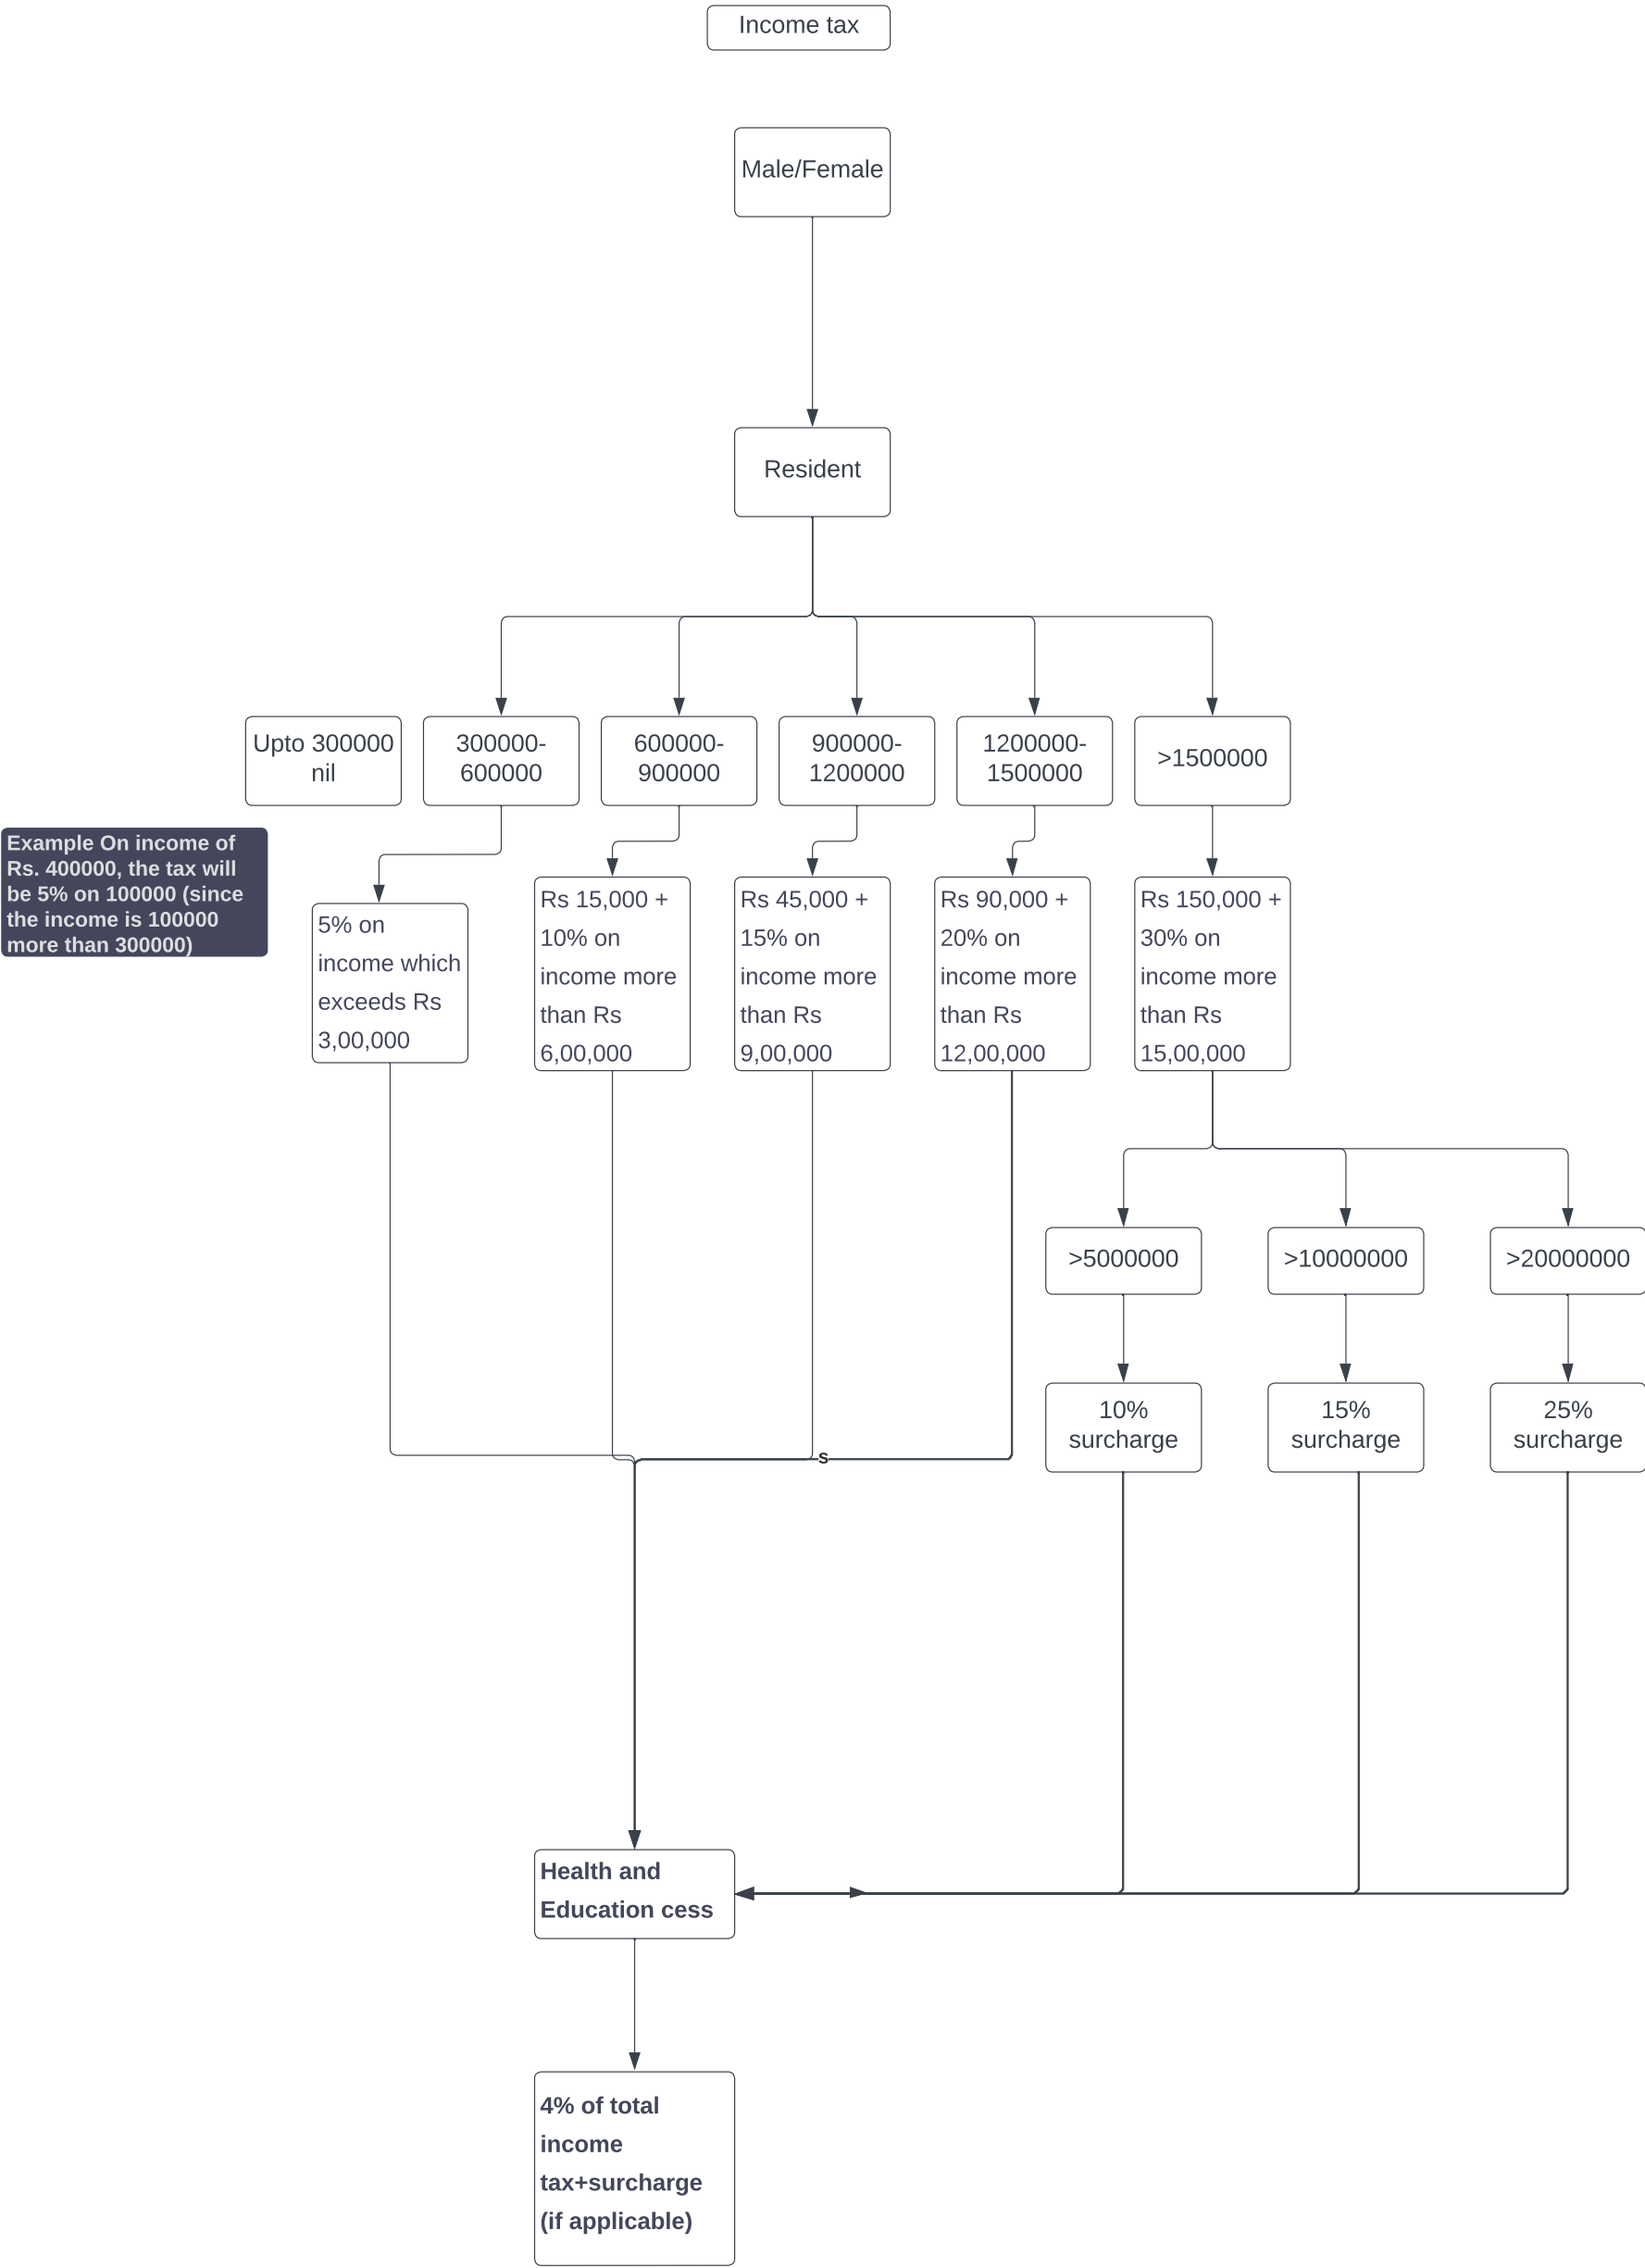 Income tax
Male/Female
Resident
Upto 300000
nil
300000-
600000
600000-
900000
900000-
1200000
1200000-
1500000
>1500000
Example On income of
Rs. 400000, the tax will
be 5% on 100000 (since
the income is 100000
more than 300000)
5% on
income which
exceeds Rs
3,00,000
Rs 15,000 +
10% on
income more
than Rs
6,00,000
Rs 45,000 +
15% on
income more
than Rs
9,00,000
Rs 90,000 +
20% on
income more
than Rs
12,00,000
Rs 150,000 +
30% on
income more
than Rs
15,00,000
>5000000
>10000000
>20000000
10%
surcharge
15%
surcharge
25%
surcharge
s
Health and
Education cess
4% of total
income
tax+surcharge
(if applicable)